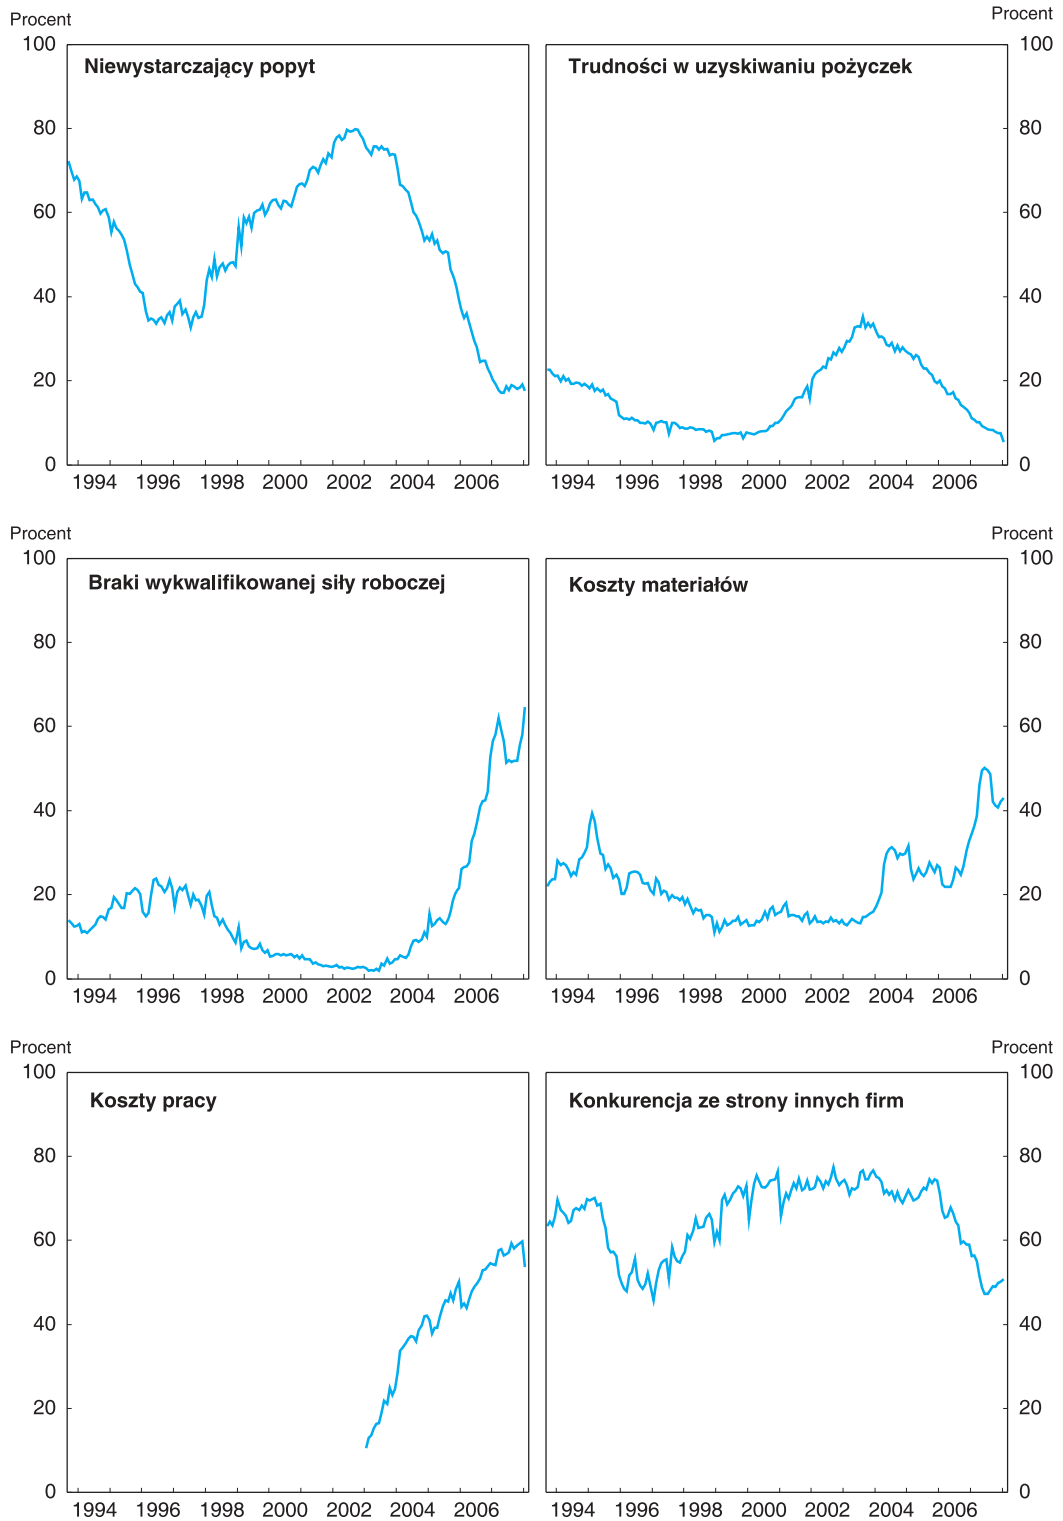 Procent
Procent
100
100
Niewystarczający popyt
Trudności w uzyskiwaniu pożyczek
80
80
60
60
40
40
20
20
0
0
1994 1996 1998 2000 2002 2004 2006
1994 1996 1998 2000 2002 2004 2006
Procent
Procent
100
100
Braki wykwalifikowanej siły roboczej
Koszty materiałów
80
80
60
60
40
40
20
20
0
0
1994 1996 1998 2000 2002 2004 2006
1994 1996 1998 2000 2002 2004 2006
Procent
Procent
100
100
Koszty pracy
Konkurencja ze strony innych firm
80
80
60
60
40
40
20
20
0
0
1994 1996 1998 2000 2002 2004 2006
1994 1996 1998 2000 2002 2004 2006